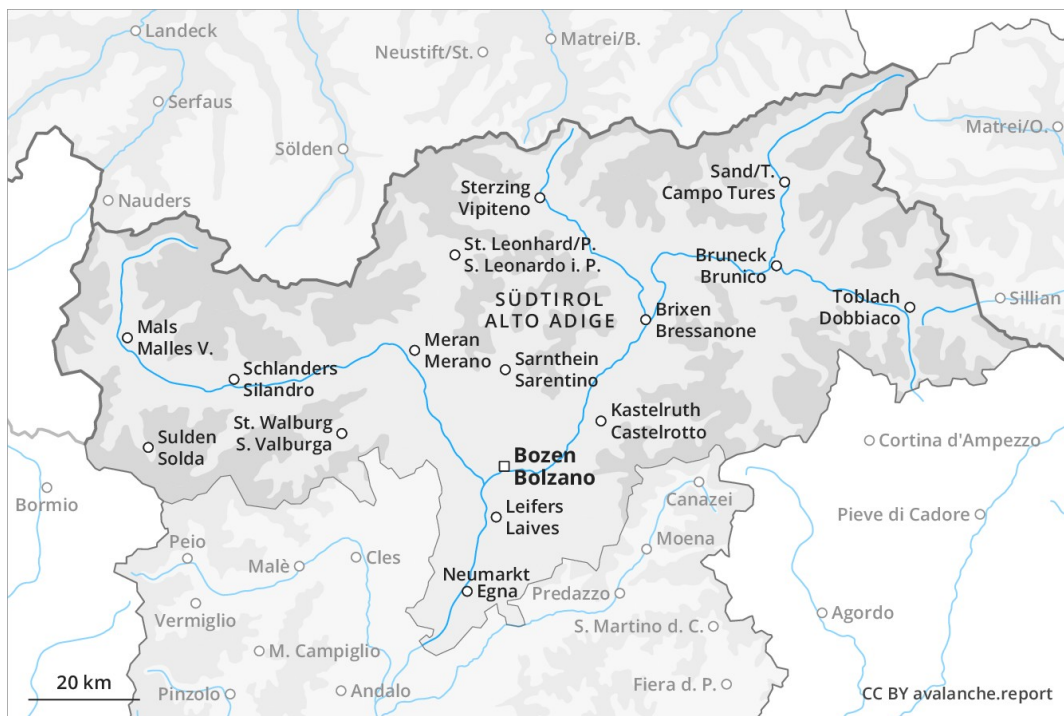 Landeck
Neustift/St.
Matrei/B.
Serfaus
Matrei/O.
Sölden
Nauders
Sterzing
Vipiteno
Sand/T.
Campo Tures
St. Leonhard/P.
S. Leonardo i. P.
Bruneck
Brunico
SÜDTIROL
ALTO ADIGE
Toblach
Dobbiaco
Sillian
Brixen
Bressanone
Mals
Malles V.
Meran
Merano
Sarnthein
Sarentino
Schlanders
Silandro
St. Walburg
S. Valburga
Kastelruth
Castelrotto
Sulden
Solda
Cortina d'Ampezzo
Bozen
Bolzano
Bormio
Canazei
Leifers
Laives
Pieve di Cadore
Moena
Peio
Malè
Cles
Neumarkt
Egna
Predazzo
Vermiglio
Agordo
S. Martino d. C.
M. Campiglio
20 km
Pinzolo
Andalo
Fiera d. P.
CC BY avalanche.report